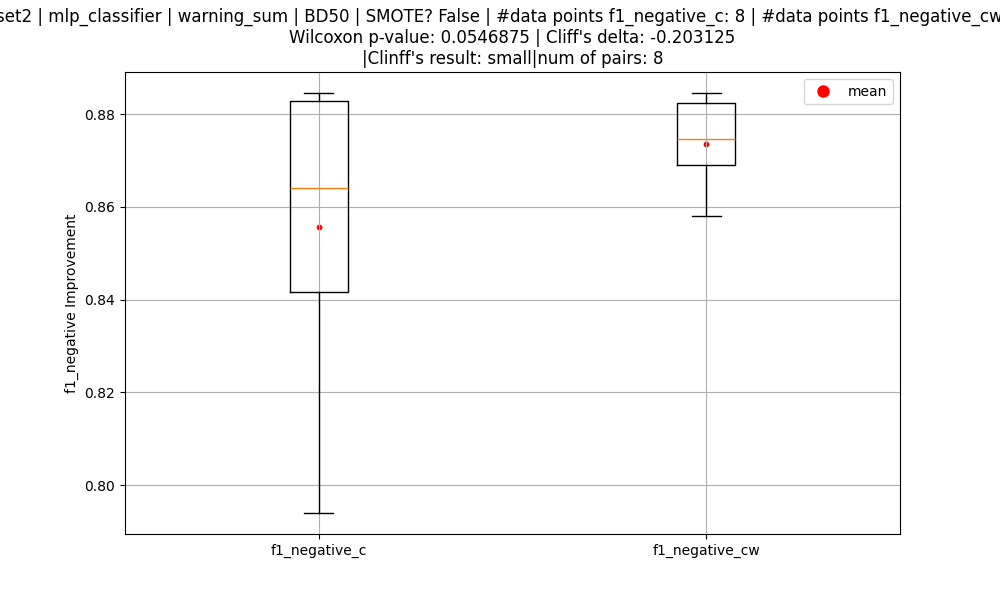 set2 | mlp_classifier | warning_sum | BD50 | SMOTE? False | #data points f1_negative_c: 8 | #data points f1_negative_cw
Wilcoxon p-value: 0.0546875 | Cliff's delta: -0.203125
|Clinff's result: small|num of pairs: 8
mean
0.88
0.86
0.84
0.82
0.80
f1_negative Improvement
f1_negative_c
f1_negative_cw